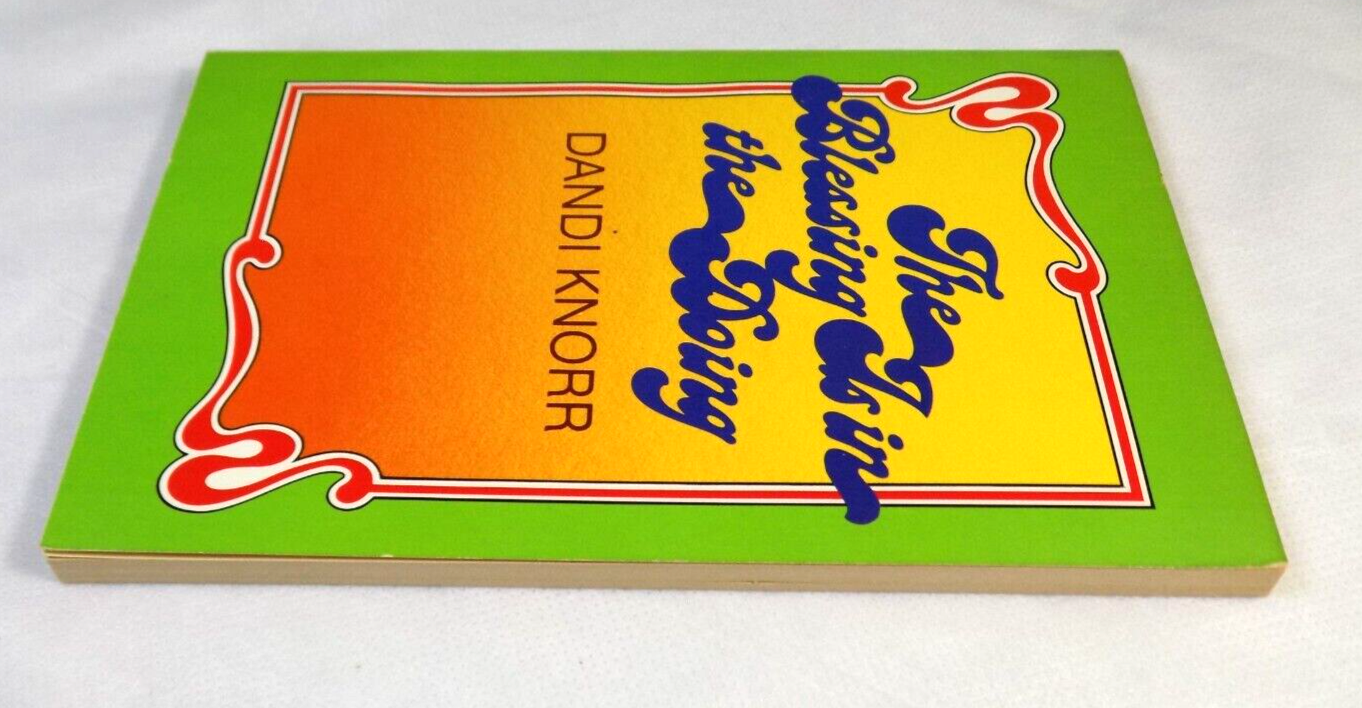 The
Blessing Is in
the Doing
DANDI KNORR